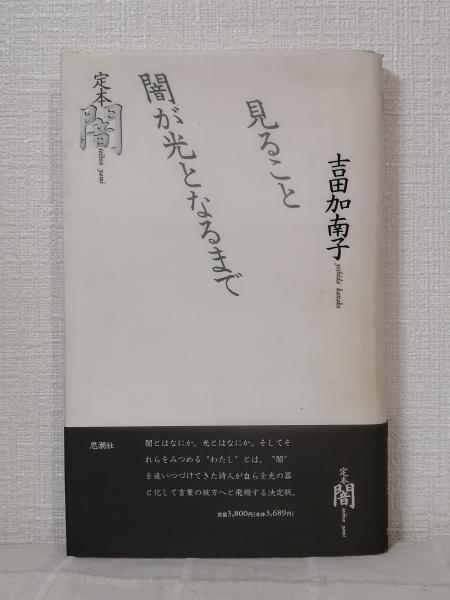 吉田加南子
yoshida kanako
見ること
闇が光となるまで
定本
闇
teihon yami
思潮社
闇とはなにか。光とはなにか。そしてそ
れらをみつめる〝わたし〟とは。〝闇〟
を追いつづけてきた詩人が自らを光の器
と化して言葉の彼方へと飛翔する決定版。
定価3,800円(本体3,689円)
定本
闇
teihon yami